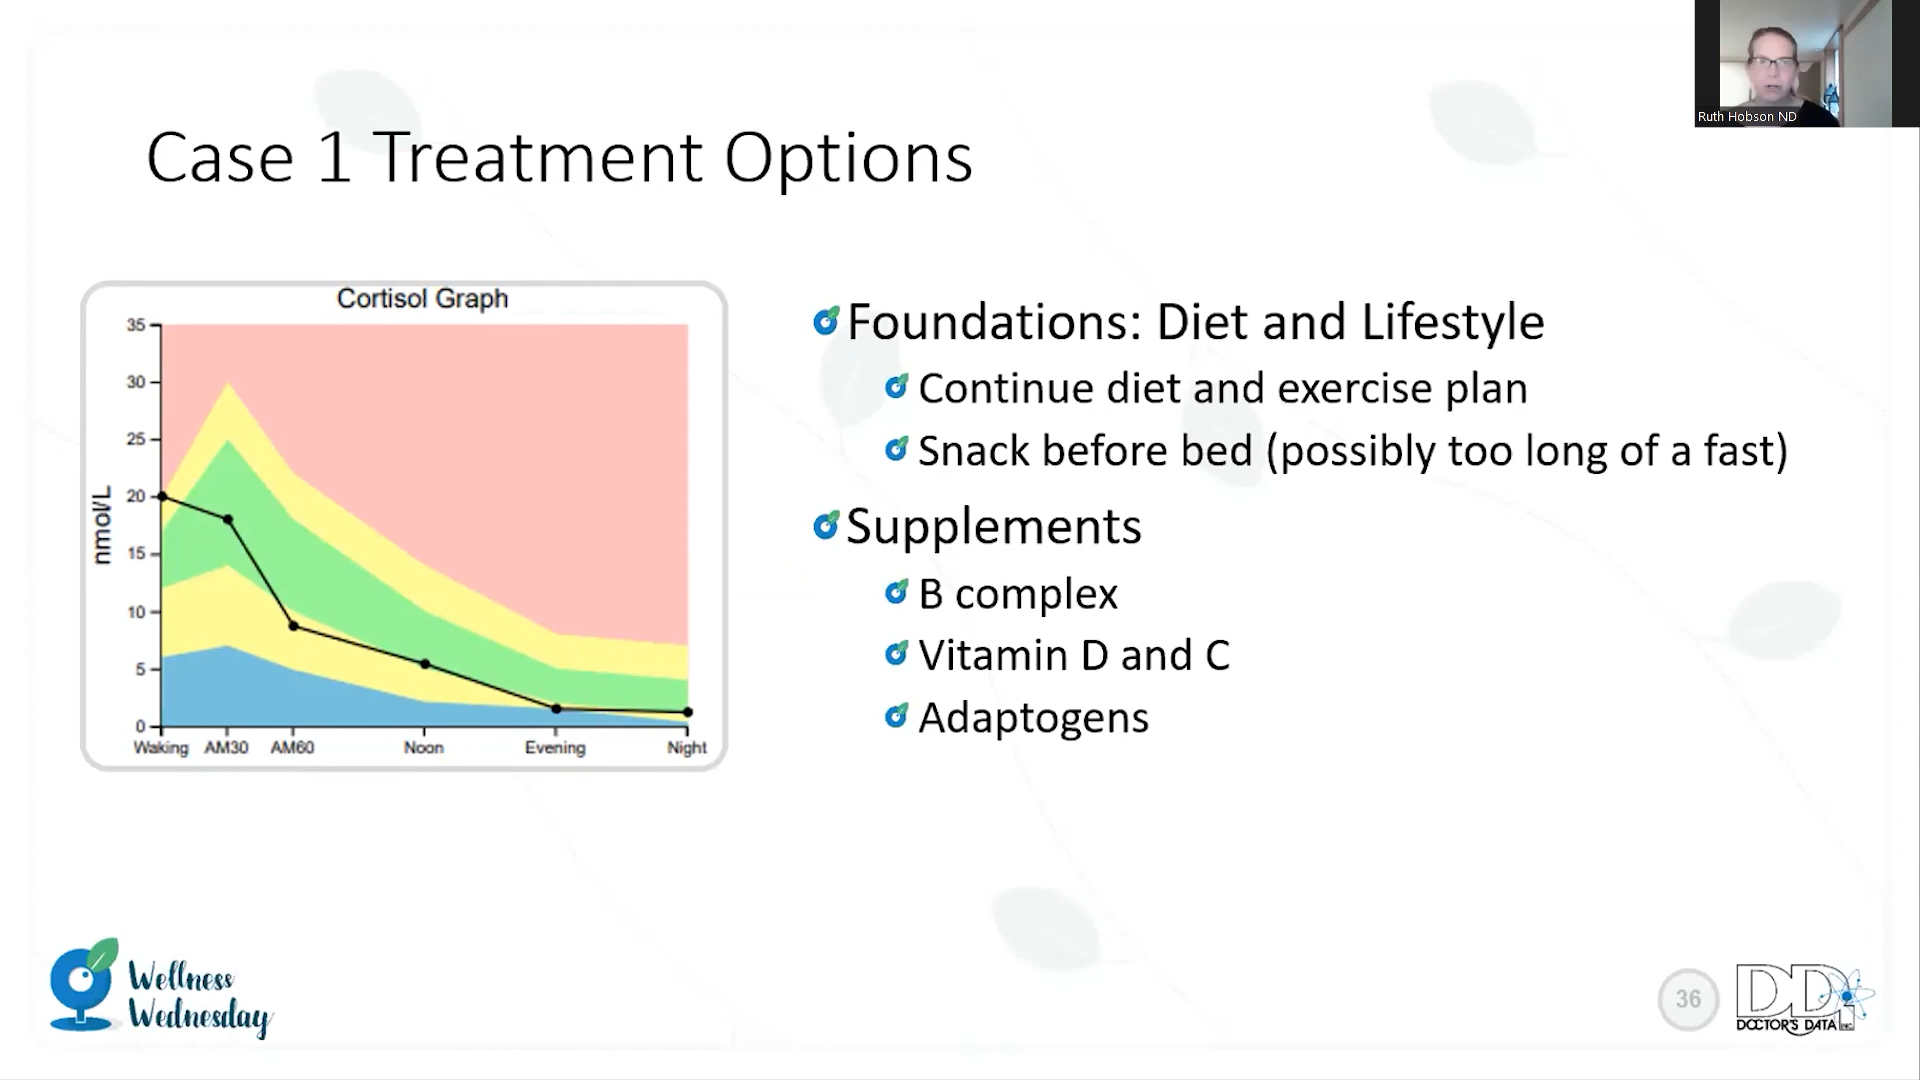 Ruth Hobson ND
Case 1 Treatment Options
Cortisol Graph
35
30
25
20
15
10
5
0
nmol/L
Waking AM30 AM60 Noon Evening Night
Foundations: Diet and Lifestyle
Continue diet and exercise plan
Snack before bed (possibly too long of a fast)
Supplements
B complex
Vitamin D and C
Adaptogens
Wellness
Wednesday
36
DDI
DOCTOR'S DATA INC.